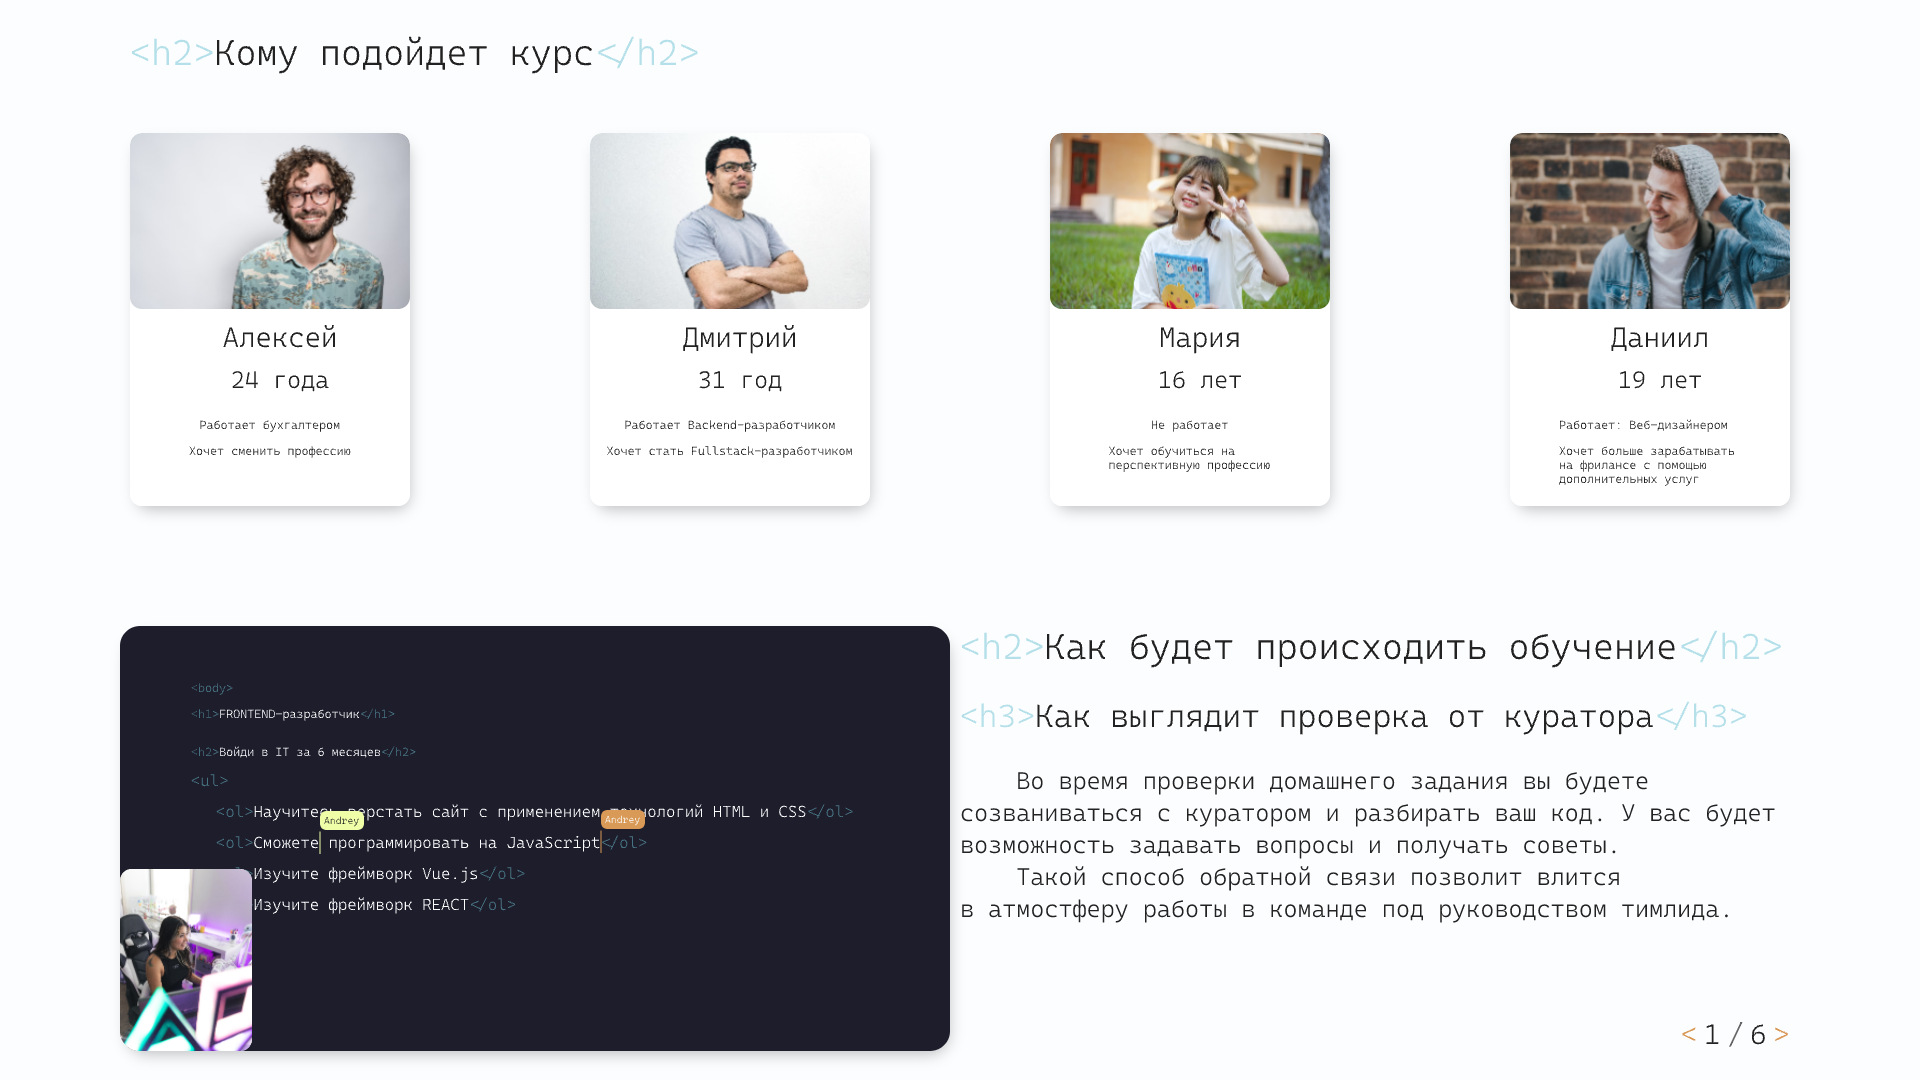 <h2>Кому подойдет курс</h2>
Алексей
24 года
Работает бухгалтером
Хочет сменить профессию
Дмитрий
31 год
Работает Backend-разработчиком
Хочет стать Fullstack-разработчиком
Мария
16 лет
Не работает
Хочет обучиться на
перспективную профессию
Даниил
19 лет
Работает: Веб-дизайнером
Хочет больше зарабатывать
на фрилансе с помощью
дополнительных услуг
<body>
<h1>FRONTEND-разработчик</h1>
<h2>Войди в IT за 6 месяцев</h2>
<ul>
<ol>Научитесь верстать сайт с применением технологий HTML и CSS</ol>
Andrey
Andrey
<ol>Сможете программировать на JavaScript</ol>
Изучите фреймворк Vue.js</ol>
Изучите фреймворк REACT</ol>
<h2>Как будет происходить обучение</h2>
<h3>Как выглядит проверка от куратора</h3>
Во время проверки домашнего задания вы будете
созваниваться с куратором и разбирать ваш код. У вас будет
возможность задавать вопросы и получать советы.
Такой способ обратной связи позволит влится
в атмостферу работы в команде под руководством тимлида.
< 1 / 6 >